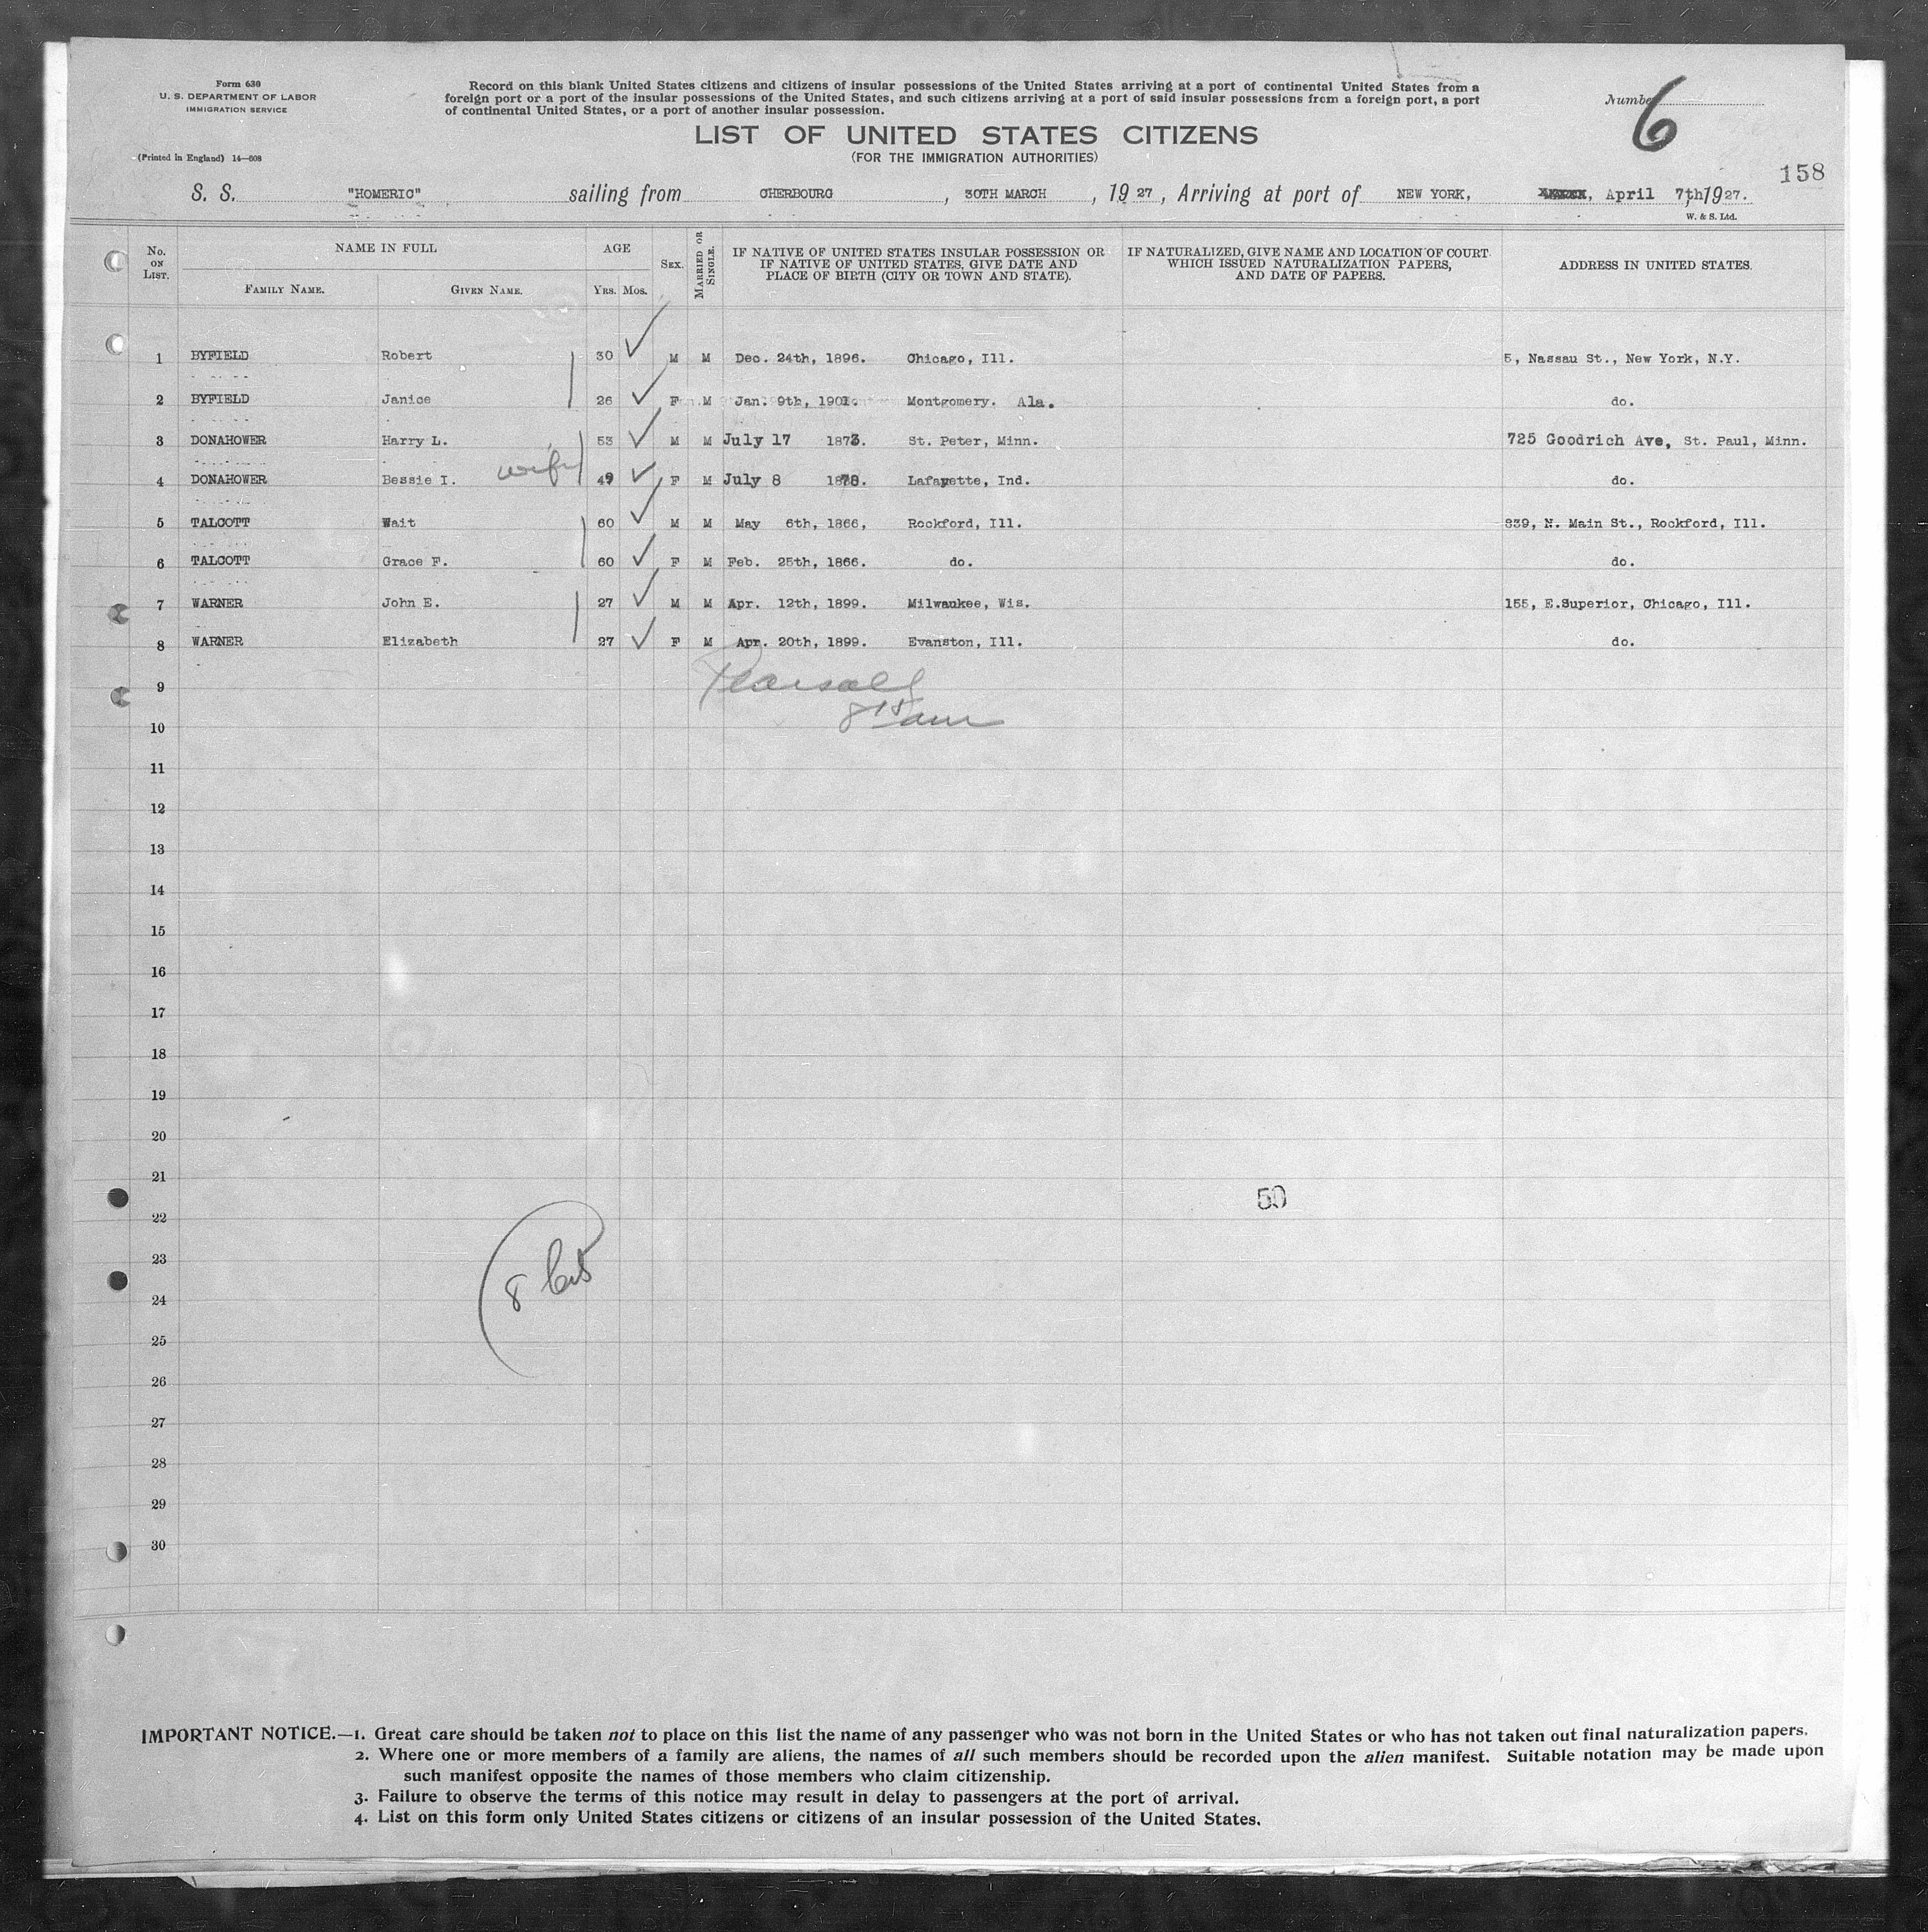 Form 630
U. S. DEPARTMENT OF LABOR
IMMIGRATION SERVICE
(Printed in England) 14—608
Record on this blank United States citizens and citizens of insular possessions of the United States arriving at a port of continental United States from a
foreign port or a port of the insular possessions of the United States, and such citizens arriving at a port of said insular possessions from a foreign port, a port
of continental United States, or a port of another insular possession.
LIST OF UNITED STATES CITIZENS
(FOR THE IMMIGRATION AUTHORITIES)
Number 6
158
S. S. "HOMERIC" sailing from CHERBOURG, 30TH MARCH, 1927, Arriving at port of NEW YORK, April 7th, 1927.
W. & S. Ltd.
No. ON LIST. NAME IN FULL AGE SEX. MARRIED OR SINGLE. IF NATIVE OF UNITED STATES INSULAR POSSESSION OR IF NATIVE OF UNITED STATES, GIVE DATE AND PLACE OF BIRTH (CITY OR TOWN AND STATE). IF NATURALIZED, GIVE NAME AND LOCATION OF COURT WHICH ISSUED NATURALIZATION PAPERS, AND DATE OF PAPERS. ADDRESS IN UNITED STATES.
FAMILY NAME. GIVEN NAME. YRS. MOS.
1 BYFIELD Robert 30 M M Dec. 24th, 1896. Chicago, Ill. 5, Nassau St., New York, N.Y.
2 BYFIELD Janice 26 F M Jan. 9th, 1901. Montgomery. Ala. do.
3 DONAHOWER Harry L. 53 M M July 17 1873. St. Peter, Minn. 725 Goodrich Ave, St. Paul, Minn.
4 DONAHOWER Bessie I. wife 49 F M July 8 1878. Lafayette, Ind. do.
5 TALCOTT Wait 60 M M May 6th, 1866, Rockford, Ill. 839, N. Main St., Rockford, Ill.
6 TALCOTT Grace F. 60 F M Feb. 25th, 1866. do. do.
7 WARNER John E. 27 M M Apr. 12th, 1899. Milwaukee, Wis. 155, E.Superior, Chicago, Ill.
8 WARNER Elizabeth 27 F M Apr. 20th, 1899. Evanston, Ill. do.
9 Pearsall
10 8 15 am
11
12
13
14
15
16
17
18
19
20
21
50
22
23
8
24
25
26
27
28
29
30
IMPORTANT NOTICE.—1. Great care should be taken not to place on this list the name of any passenger who was not born in the United States or who has not taken out final naturalization papers.
2. Where one or more members of a family are aliens, the names of all such members should be recorded upon the alien manifest. Suitable notation may be made upon
such manifest opposite the names of those members who claim citizenship.
3. Failure to observe the terms of this notice may result in delay to passengers at the port of arrival.
4. List on this form only United States citizens or citizens of an insular possession of the United States.